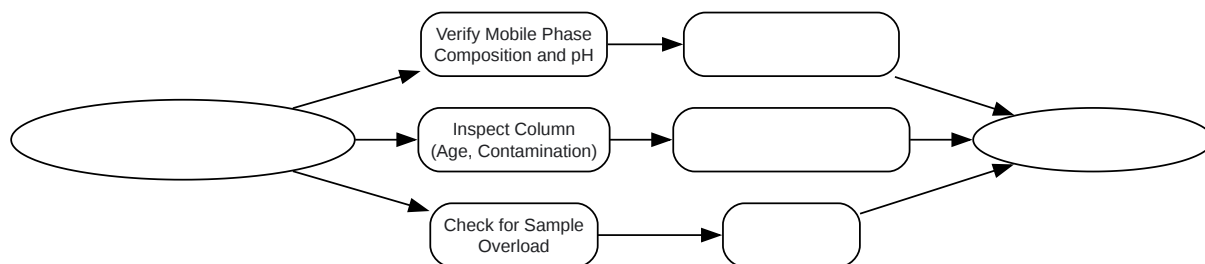 Verify Mobile Phase
Composition and pH
Inspect Column
(Age, Contamination)
Check for Sample
Overload